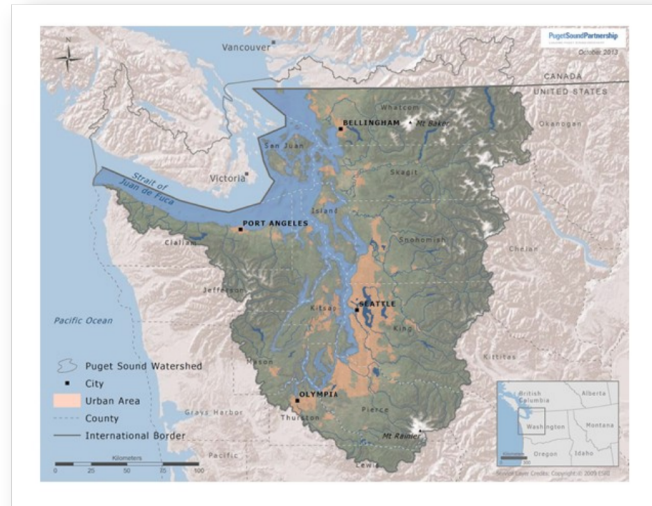 PugetSoundPartnership
October 2013
N
Vancouver
CANADA
UNITED STATES
Whatcom
BELLINGHAM
Mt Baker
Okanogan
San Juan
Skagit
Victoria
Strait of
Juan de Fuca
Island
PORT ANGELES
Clallam
Snohomish
Chelan
Jefferson
Kitsap
SEATTLE
King
Pacific Ocean
Mason
Kittitas
Puget Sound Watershed
City
Urban Area
County
International Border
OLYMPIA
Grays Harbor
Thurston
Pierce
Mt Rainier
Pacific
Lewis
Kilometers
0 25 50 75 100
British
Columbia
Alberta
Washington
Montana
Oregon
Idaho